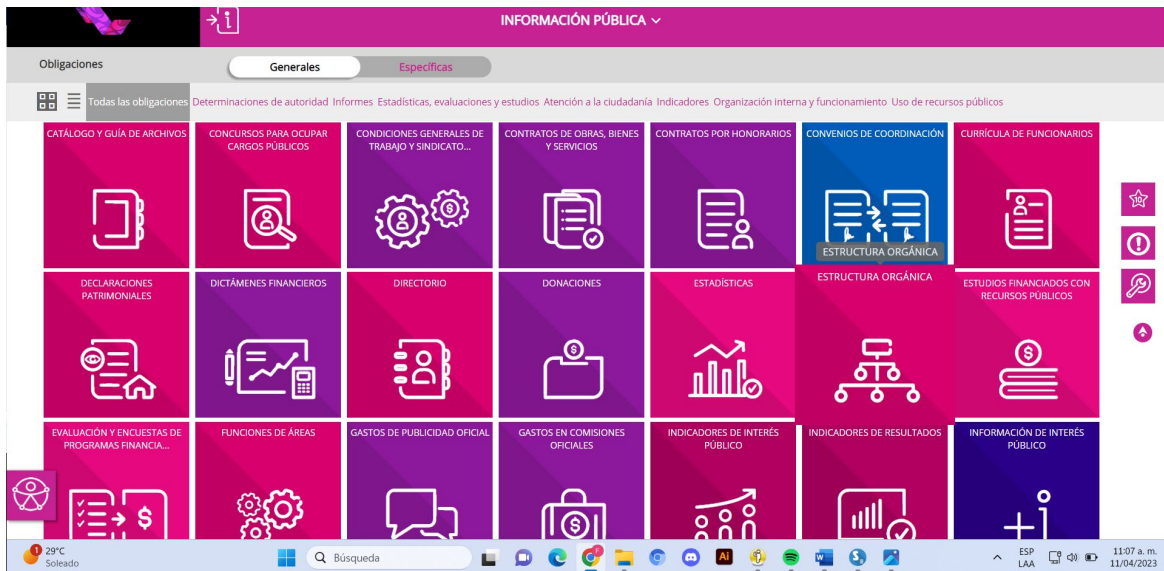 INFORMACIÓN PÚBLICA
Obligaciones
Generales
Específicas
Todas las obligaciones Determinaciones de autoridad Informes Estadísticas, evaluaciones y estudios Atención a la ciudadanía Indicadores Organización interna y funcionamiento Uso de recursos públicos
CATÁLOGO Y GUÍA DE ARCHIVOS
CONCURSOS PARA OCUPAR
CARGOS PÚBLICOS
CONDICIONES GENERALES DE
TRABAJO Y SINDICATO...
CONTRATOS DE OBRAS, BIENES
Y SERVICIOS
CONTRATOS POR HONORARIOS
CONVENIOS DE COORDINACIÓN
CURRÍCULA DE FUNCIONARIOS
ESTRUCTURA ORGÁNICA
DECLARACIONES
PATRIMONIALES
DICTÁMENES FINANCIEROS
DIRECTORIO
DONACIONES
ESTADÍSTICAS
ESTRUCTURA ORGÁNICA
ESTUDIOS FINANCIADOS CON
RECURSOS PÚBLICOS
EVALUACIÓN Y ENCUESTAS DE
PROGRAMAS FINANCIA...
FUNCIONES DE ÁREAS
GASTOS DE PUBLICIDAD OFICIAL
GASTOS EN COMISIONES
OFICIALES
INDICADORES DE INTERÉS
PÚBLICO
INDICADORES DE RESULTADOS
INFORMACIÓN DE INTERÉS
PÚBLICO
1
29°C
Soleado
Búsqueda
ESP
LAA
11:07 a. m.
11/04/2023